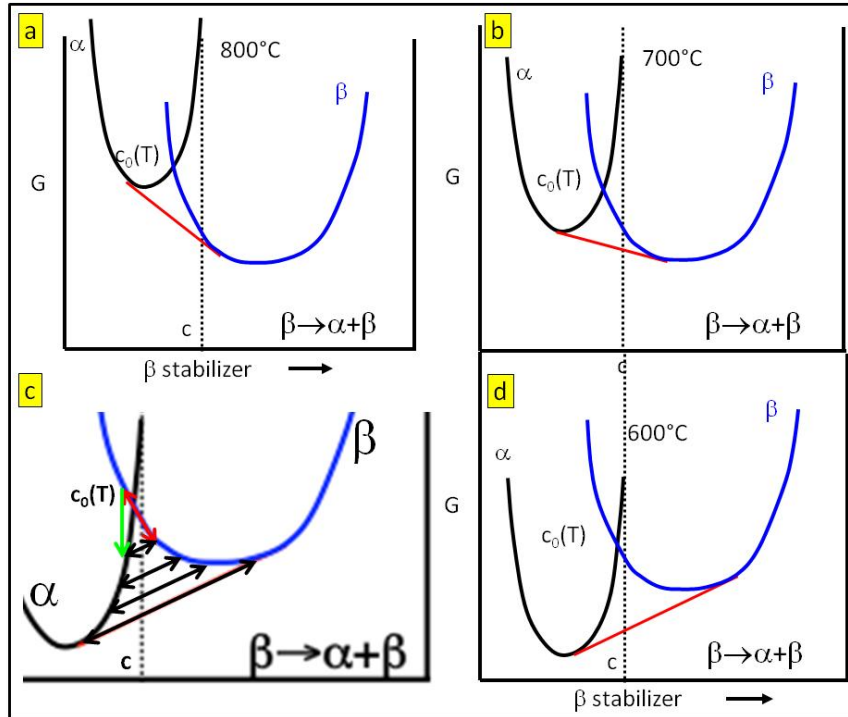 a
α
800°C
β
c₀(T)
G
c
β→α+β
β stabilizer
b
α
700°C
β
c₀(T)
G
β→α+β
c
c
c₀(T)
β
α
c
β→α+β
d
α
600°C
β
G
c₀(T)
c
β→α+β
β stabilizer